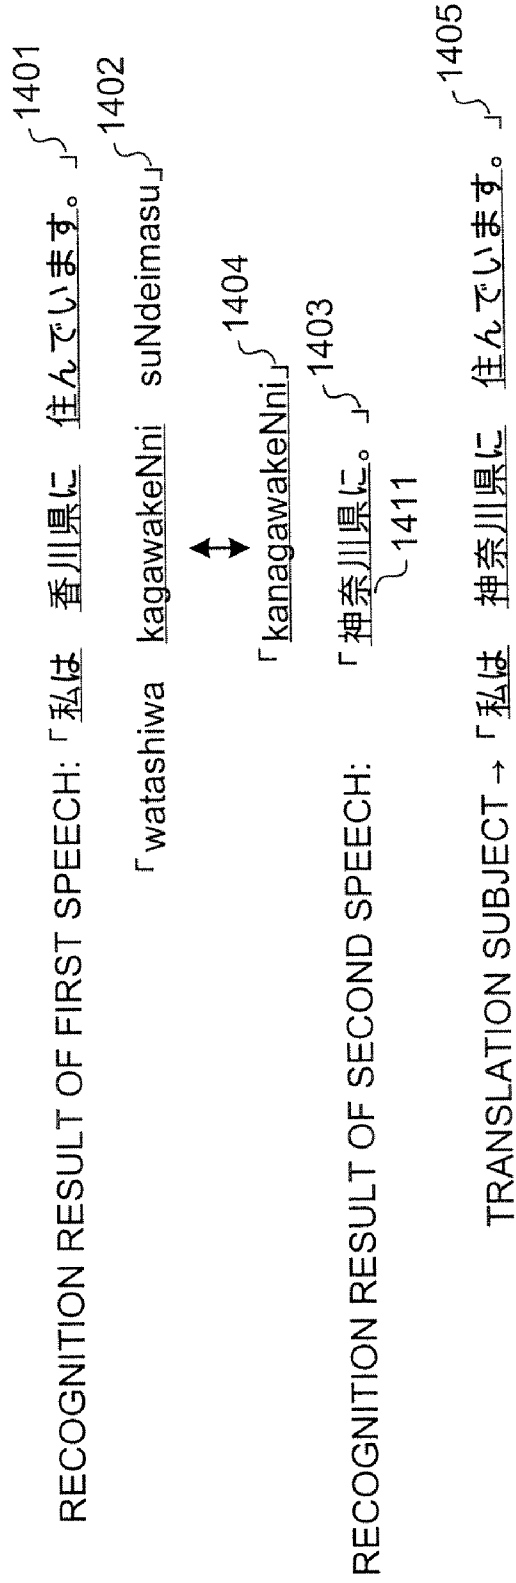 RECOGNITION RESULT OF FIRST SPEECH:「私は 香川県に 住んでいます。」 1401
「watashiwa kagawakeNni suNdeimasu」 1402
「kanagawakeNni」 1404
RECOGNITION RESULT OF SECOND SPEECH: 「神奈川県に。」 1403
1411
TRANSLATION SUBJECT → 「私は 神奈川県に 住んでいます。」 1405